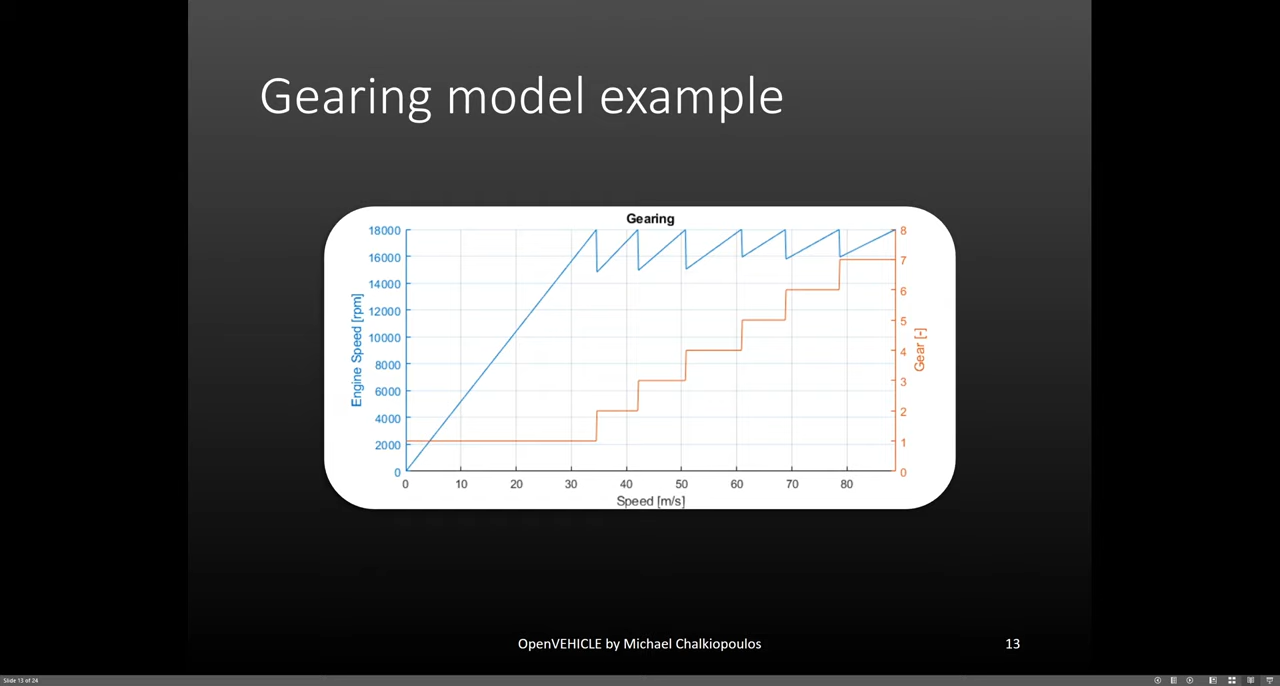 Gearing model example
Gearing
18000
16000
14000
12000
10000
8000
6000
4000
2000
0
Engine Speed [rpm]
8
7
6
5
4
3
2
1
0
Gear [-]
0 10 20 30 40 50 60 70 80
Speed [m/s]
OpenVEHICLE by Michael Chalkiopoulos 13
Slide 13 of 24